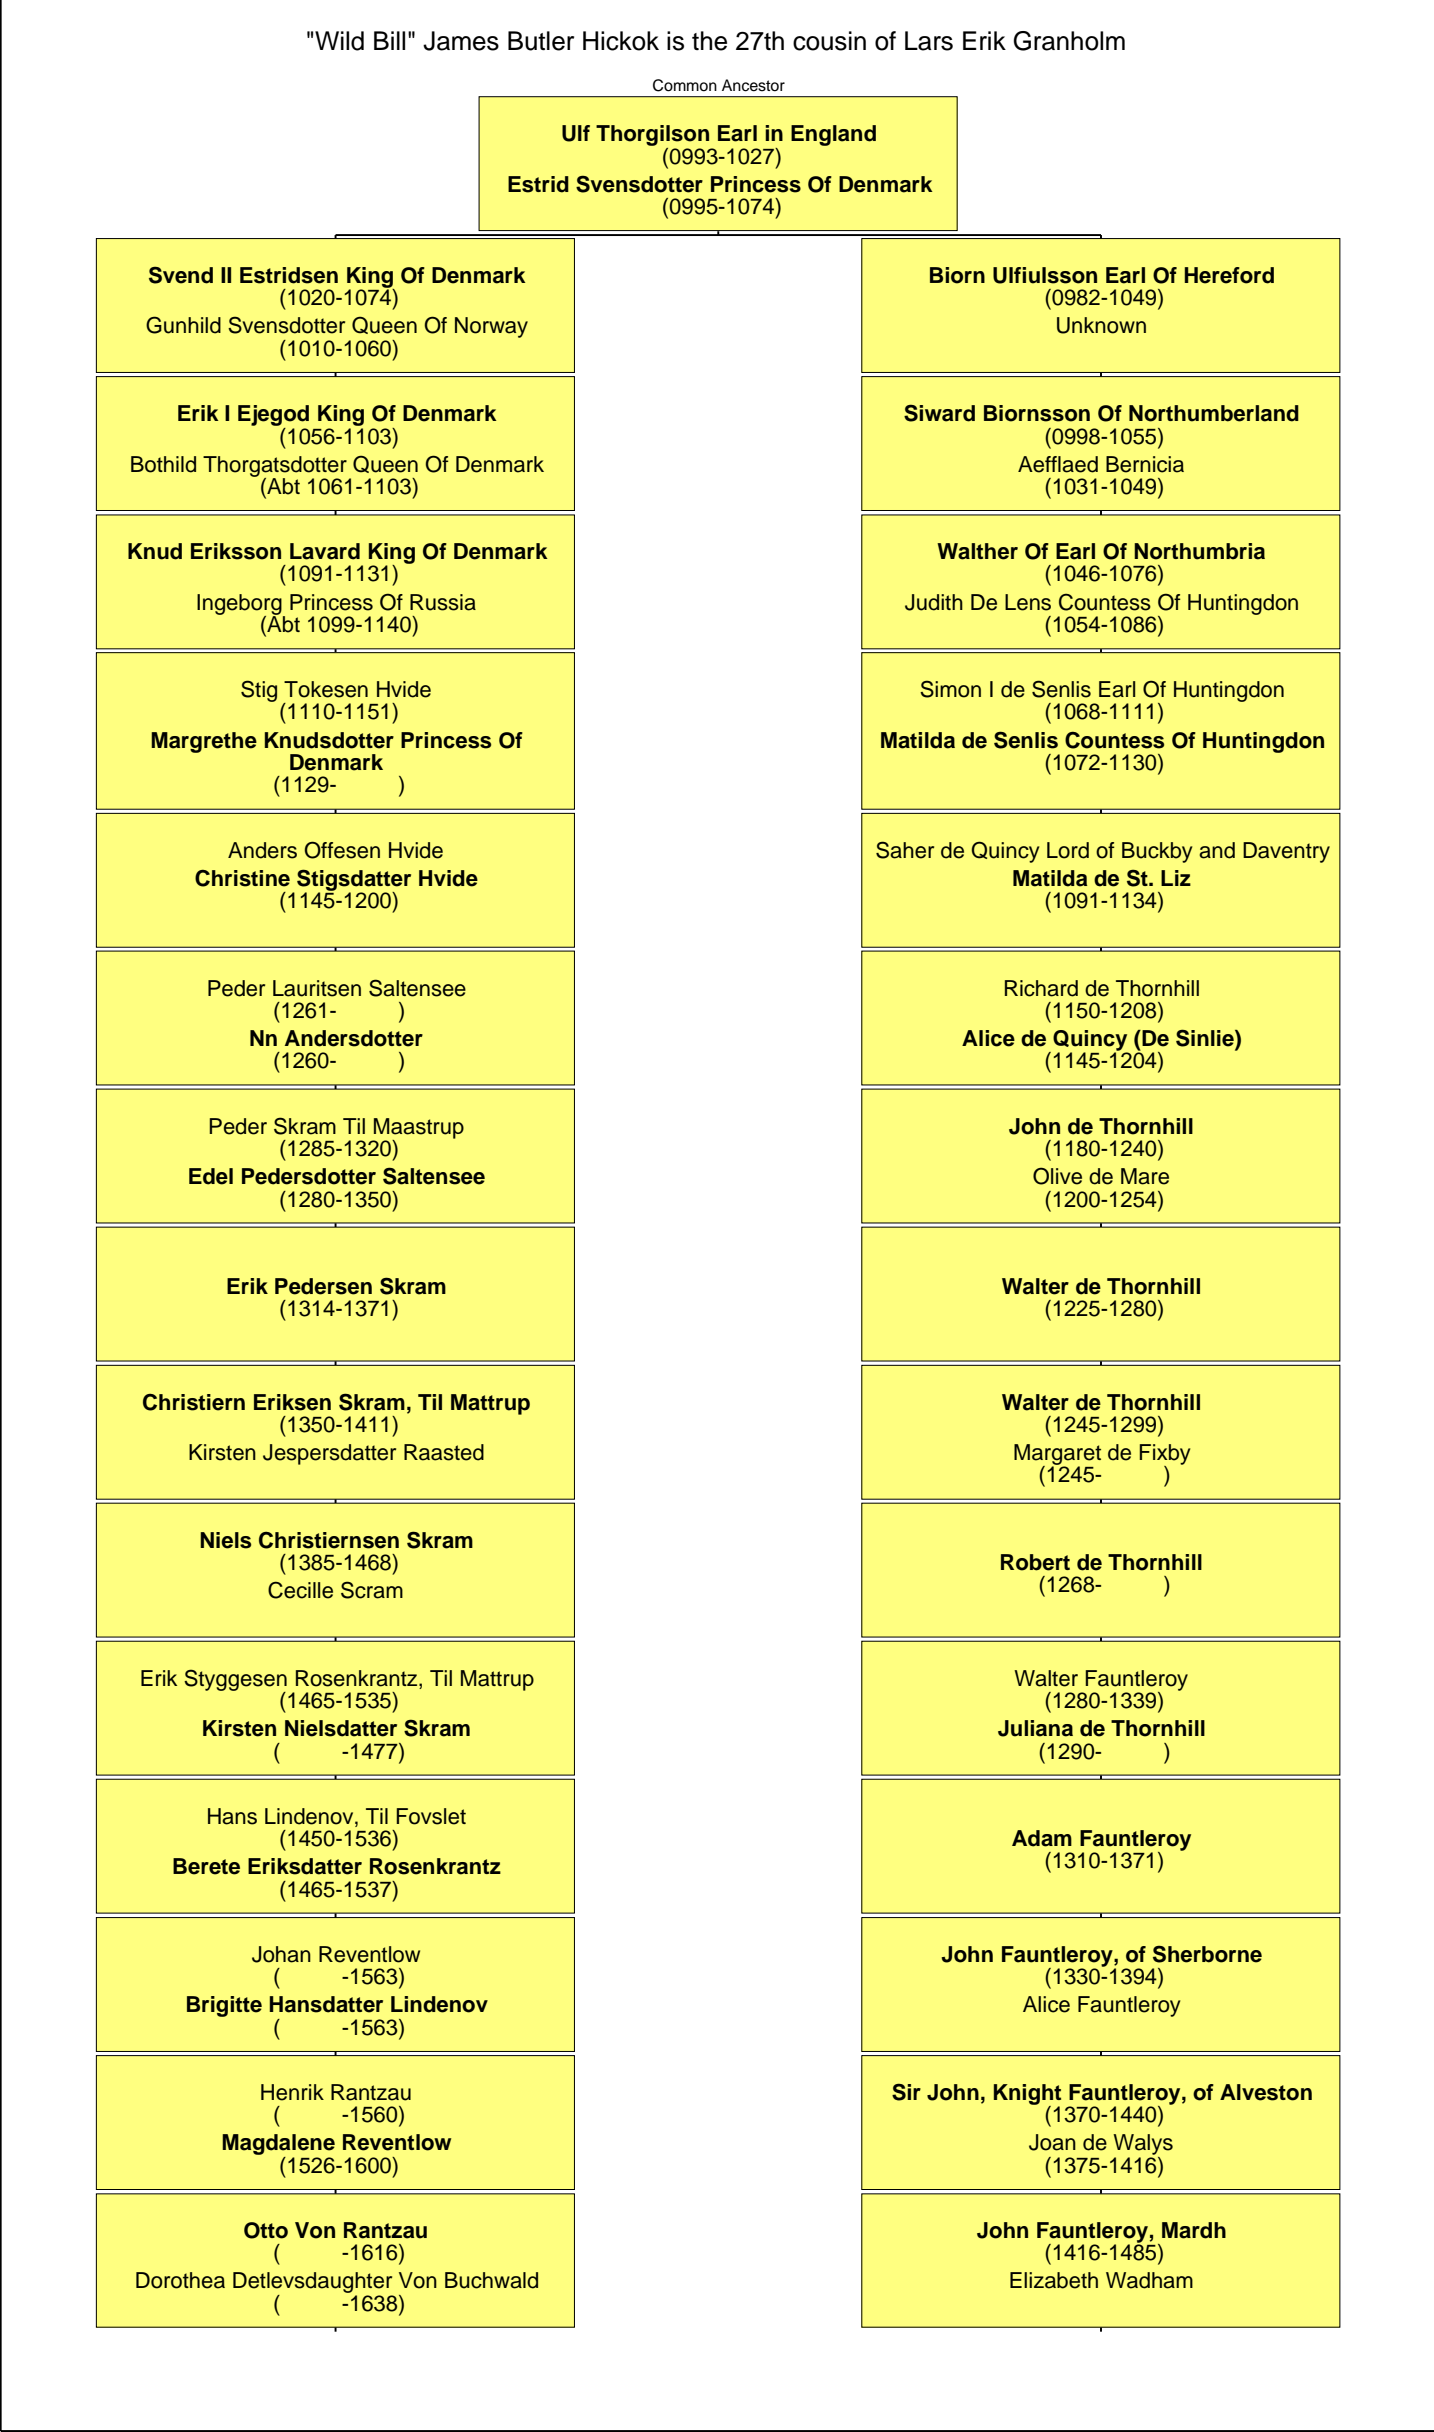 "Wild Bill" James Butler Hickok is the 27th cousin of Lars Erik Granholm
Common Ancestor
Ulf Thorgilson Earl in England
(0993-1027)
Estrid Svensdotter Princess Of Denmark
(0995-1074)
Svend II Estridsen King Of Denmark
(1020-1074)
Gunhild Svensdotter Queen Of Norway
(1010-1060)
Erik I Ejegod King Of Denmark
(1056-1103)
Bothild Thorgatsdotter Queen Of Denmark
(Abt 1061-1103)
Knud Eriksson Lavard King Of Denmark
(1091-1131)
Ingeborg Princess Of Russia
(Abt 1099-1140)
Stig Tokesen Hvide
(1110-1151)
Margrethe Knudsdotter Princess Of
Denmark
(1129- )
Anders Offesen Hvide
Christine Stigsdatter Hvide
(1145-1200)
Peder Lauritsen Saltensee
(1261- )
Nn Andersdotter
(1260- )
Peder Skram Til Maastrup
(1285-1320)
Edel Pedersdotter Saltensee
(1280-1350)
Erik Pedersen Skram
(1314-1371)
Christiern Eriksen Skram, Til Mattrup
(1350-1411)
Kirsten Jespersdatter Raasted
Niels Christiernsen Skram
(1385-1468)
Cecille Scram
Erik Styggesen Rosenkrantz, Til Mattrup
(1465-1535)
Kirsten Nielsdatter Skram
( -1477)
Hans Lindenov, Til Fovslet
(1450-1536)
Berete Eriksdatter Rosenkrantz
(1465-1537)
Johan Reventlow
( -1563)
Brigitte Hansdatter Lindenov
( -1563)
Henrik Rantzau
( -1560)
Magdalene Reventlow
(1526-1600)
Otto Von Rantzau
( -1616)
Dorothea Detlevsdaughter Von Buchwald
( -1638)
Biorn Ulfiulsson Earl Of Hereford
(0982-1049)
Unknown
Siward Biornsson Of Northumberland
(0998-1055)
Aefflaed Bernicia
(1031-1049)
Walther Of Earl Of Northumbria
(1046-1076)
Judith De Lens Countess Of Huntingdon
(1054-1086)
Simon I de Senlis Earl Of Huntingdon
(1068-1111)
Matilda de Senlis Countess Of Huntingdon
(1072-1130)
Saher de Quincy Lord of Buckby and Daventry
Matilda de St. Liz
(1091-1134)
Richard de Thornhill
(1150-1208)
Alice de Quincy (De Sinlie)
(1145-1204)
John de Thornhill
(1180-1240)
Olive de Mare
(1200-1254)
Walter de Thornhill
(1225-1280)
Walter de Thornhill
(1245-1299)
Margaret de Fixby
(1245- )
Robert de Thornhill
(1268- )
Walter Fauntleroy
(1280-1339)
Juliana de Thornhill
(1290- )
Adam Fauntleroy
(1310-1371)
John Fauntleroy, of Sherborne
(1330-1394)
Alice Fauntleroy
Sir John, Knight Fauntleroy, of Alveston
(1370-1440)
Joan de Walys
(1375-1416)
John Fauntleroy, Mardh
(1416-1485)
Elizabeth Wadham